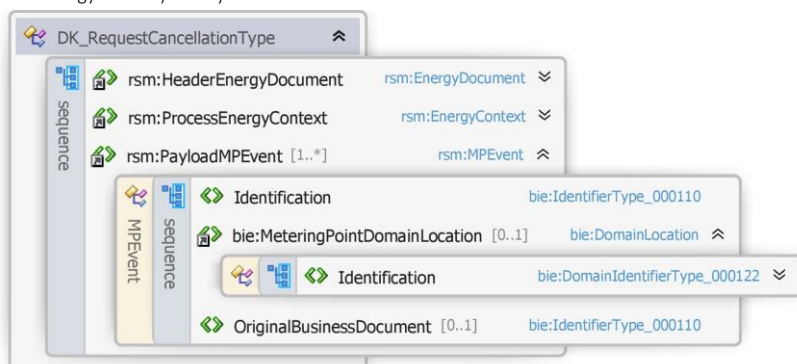 DK_RequestCancellationType
sequence
rsm:HeaderEnergyDocument rsm:EnergyDocument
rsm:ProcessEnergyContext rsm:EnergyContext
rsm:PayloadMPEvent [1..*] rsm:MPEvent
MPEvent
sequence
Identification bie:IdentifierType_000110
bie:MeteringPointDomainLocation [0..1] bie:DomainLocation
Identification bie:DomainIdentifierType_000122
OriginalBusinessDocument [0..1] bie:IdentifierType_000110